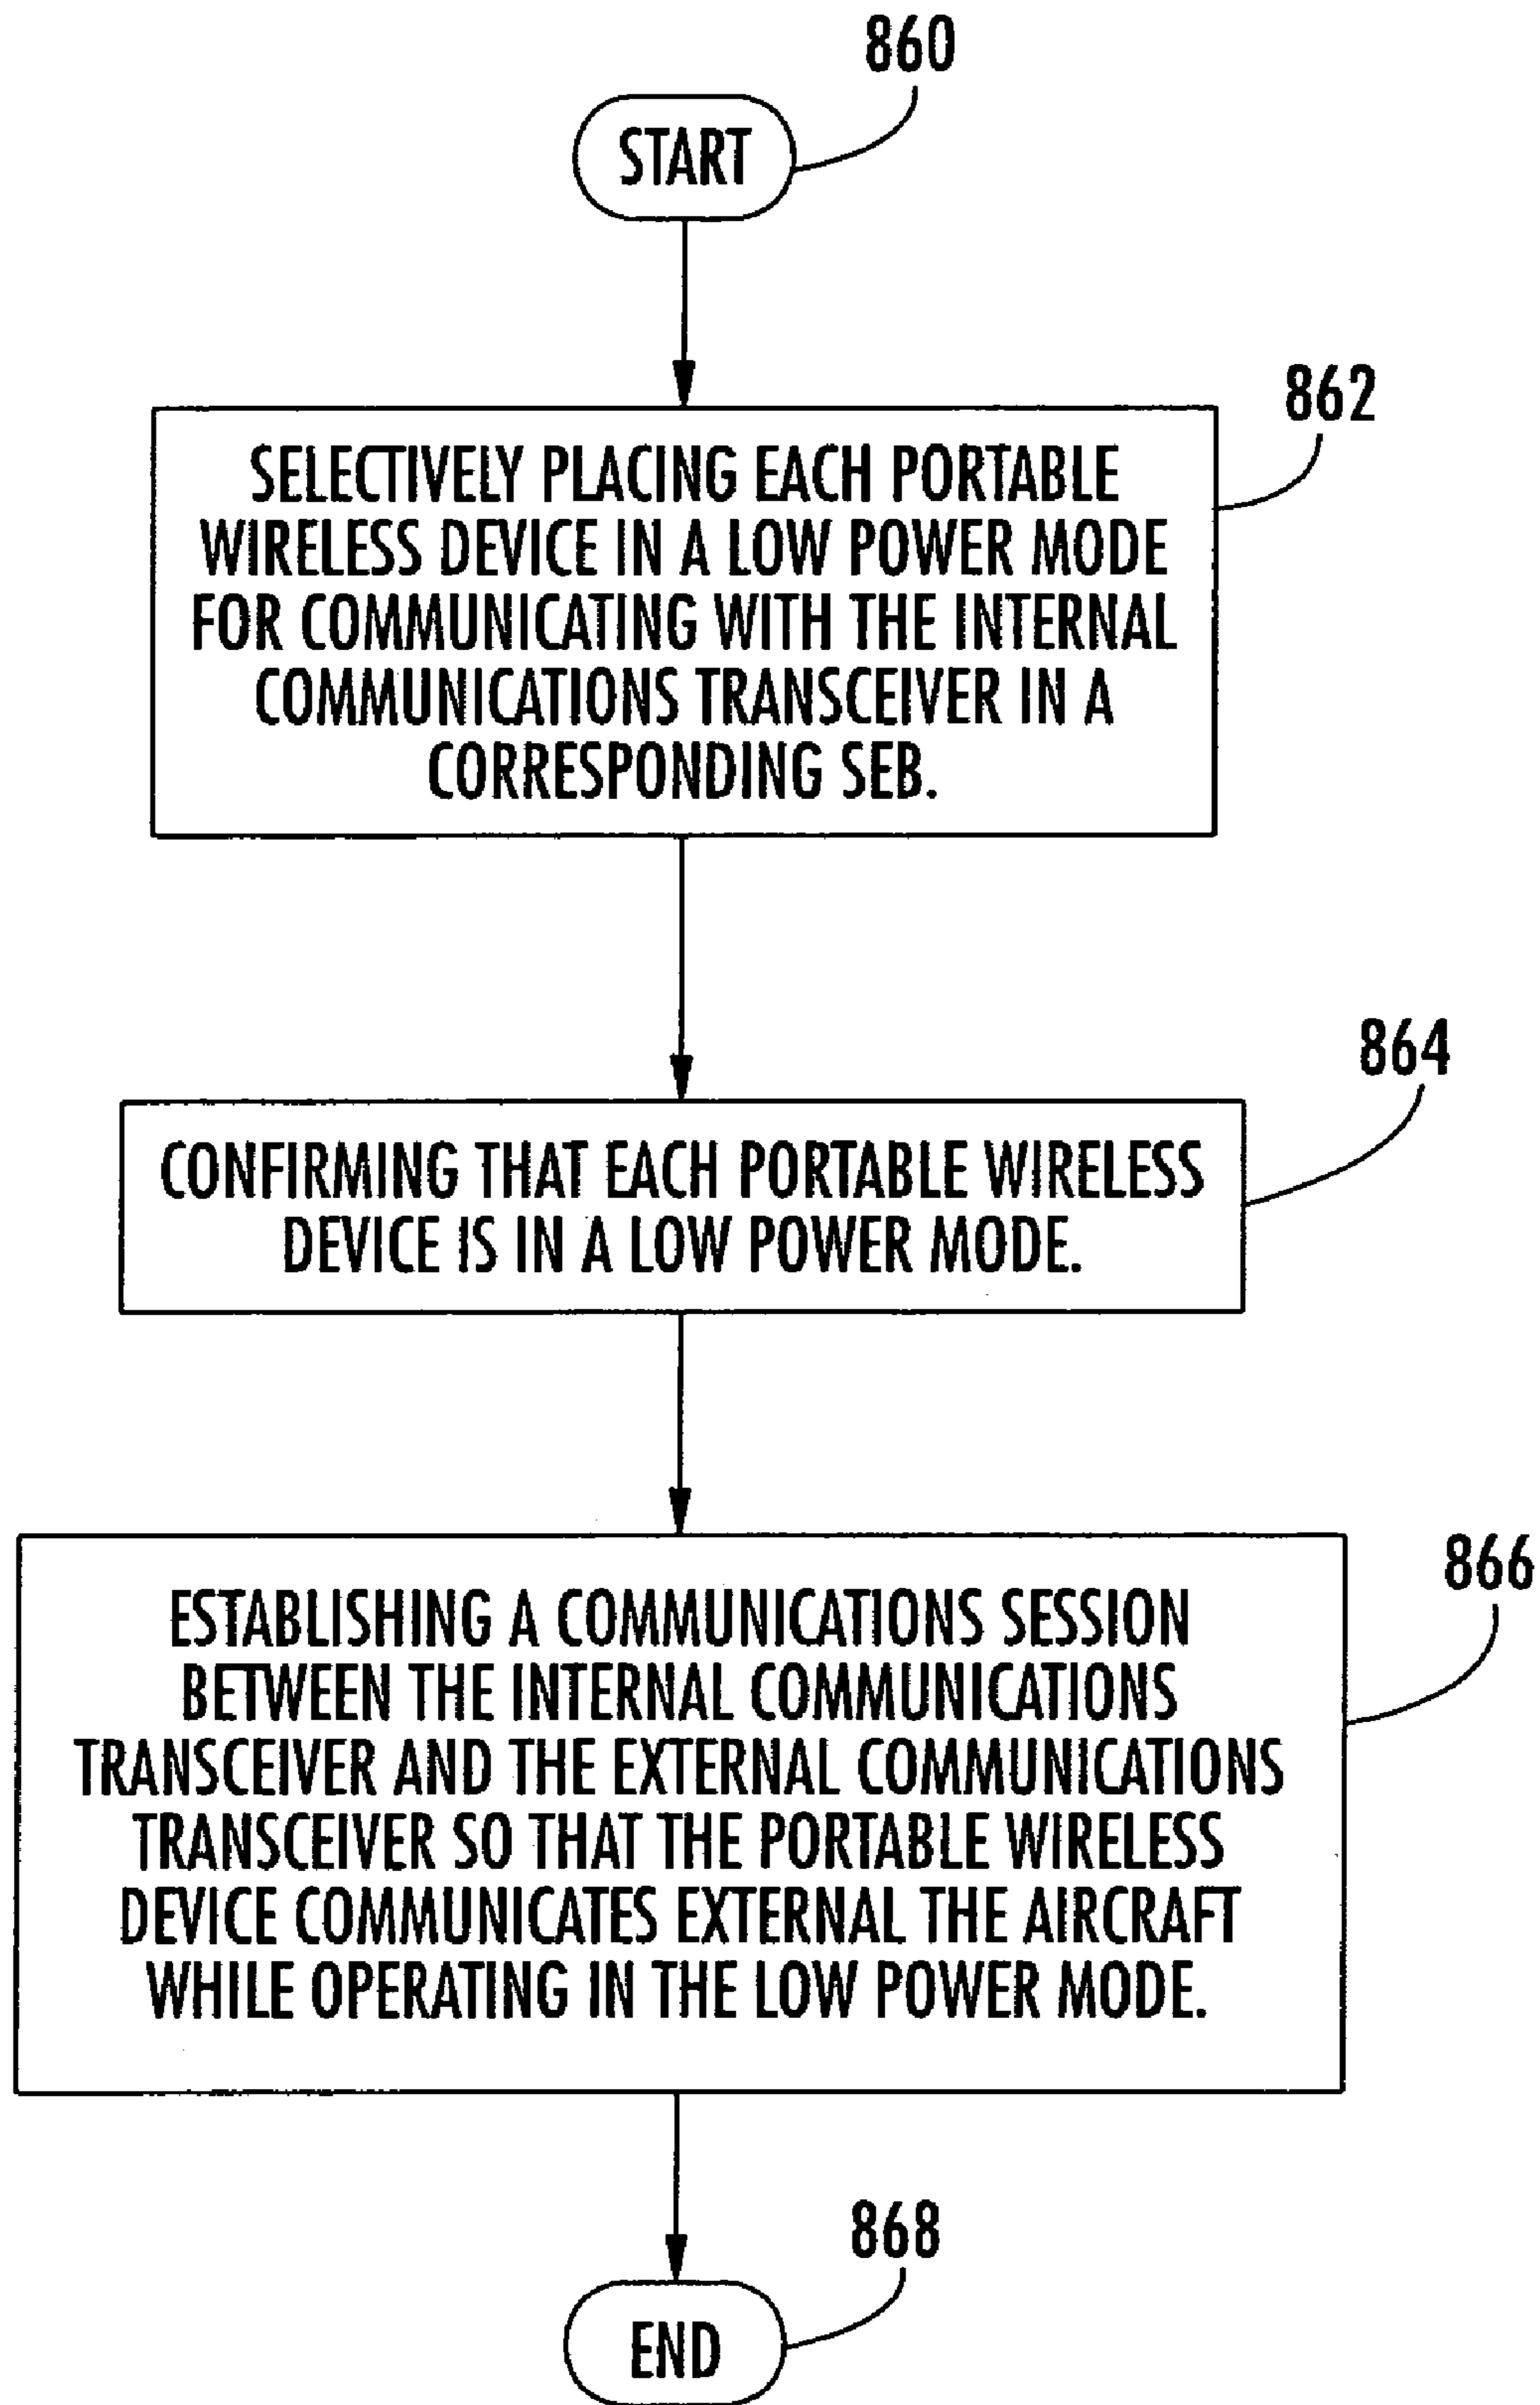 860
START
862
SELECTIVELY PLACING EACH PORTABLE
WIRELESS DEVICE IN A LOW POWER MODE
FOR COMMUNICATING WITH THE INTERNAL
COMMUNICATIONS TRANSCEIVER IN A
CORRESPONDING SEB.
864
CONFIRMING THAT EACH PORTABLE WIRELESS
DEVICE IS IN A LOW POWER MODE.
866
ESTABLISHING A COMMUNICATIONS SESSION
BETWEEN THE INTERNAL COMMUNICATIONS
TRANSCEIVER AND THE EXTERNAL COMMUNICATIONS
TRANSCEIVER SO THAT THE PORTABLE WIRELESS
DEVICE COMMUNICATES EXTERNAL THE AIRCRAFT
WHILE OPERATING IN THE LOW POWER MODE.
868
END